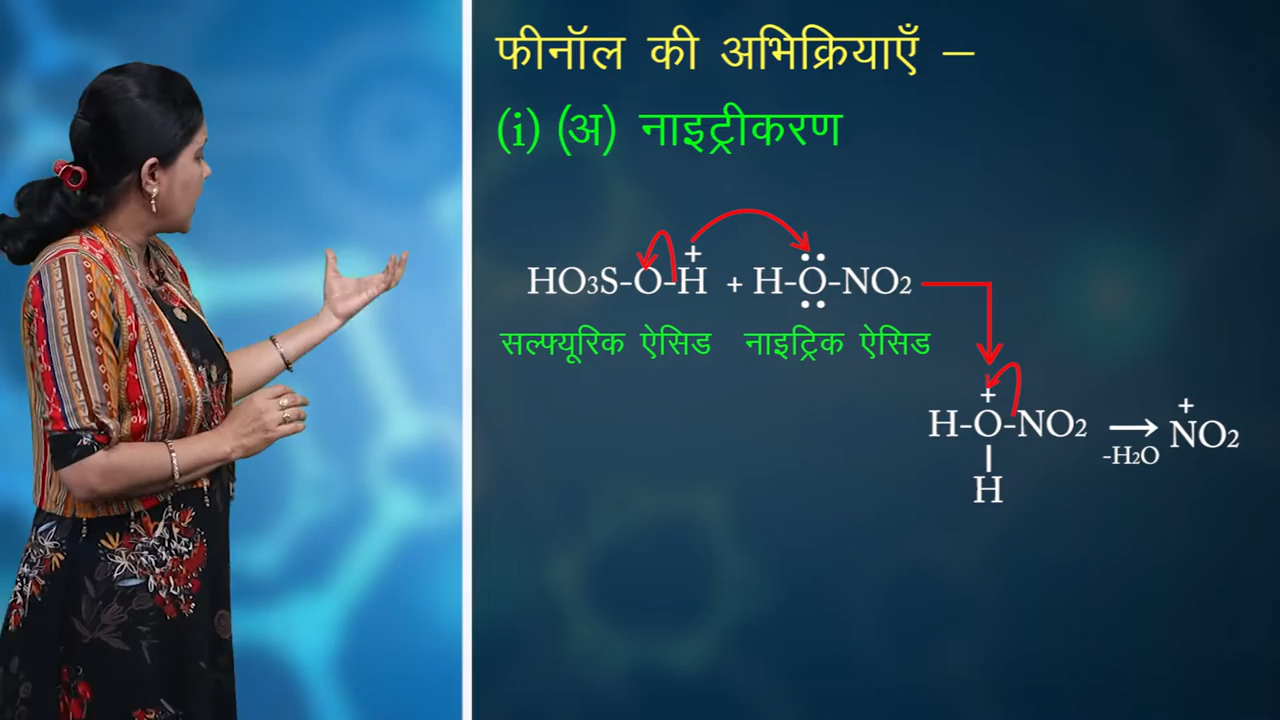 फीनॉल की अभिक्रियाएँ –
(i) (अ) नाइट्रीकरण
HO₃S-O-H⁺ + H-Ö-NO₂
सल्फ्यूरिक ऐसिड नाइट्रिक ऐसिड
+ +
H-O-NO₂ → NO₂
-H₂O
H